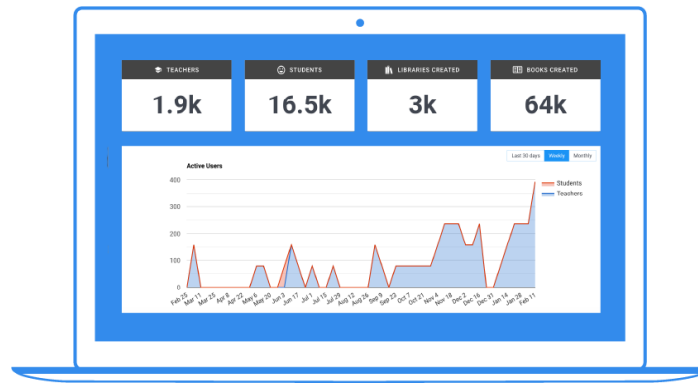 TEACHERS
STUDENTS
LIBRARIES CREATED
BOOKS CREATED
1.9k
16.5k
3k
64k
Last 30 days
Weekly
Monthly
Active Users
400
300
200
100
0
Students
Teachers
Feb 25
Mar 11
Mar 25
Apr 8
Apr 22
May 6
May 20
Jun 3
Jun 17
Jul 1
Jul 15
Jul 29
Aug 12
Aug 26
Sep 9
Sep 23
Oct 7
Oct 21
Nov 4
Nov 18
Dec 2
Dec 16
Dec 31
Jan 14
Jan 28
Feb 11